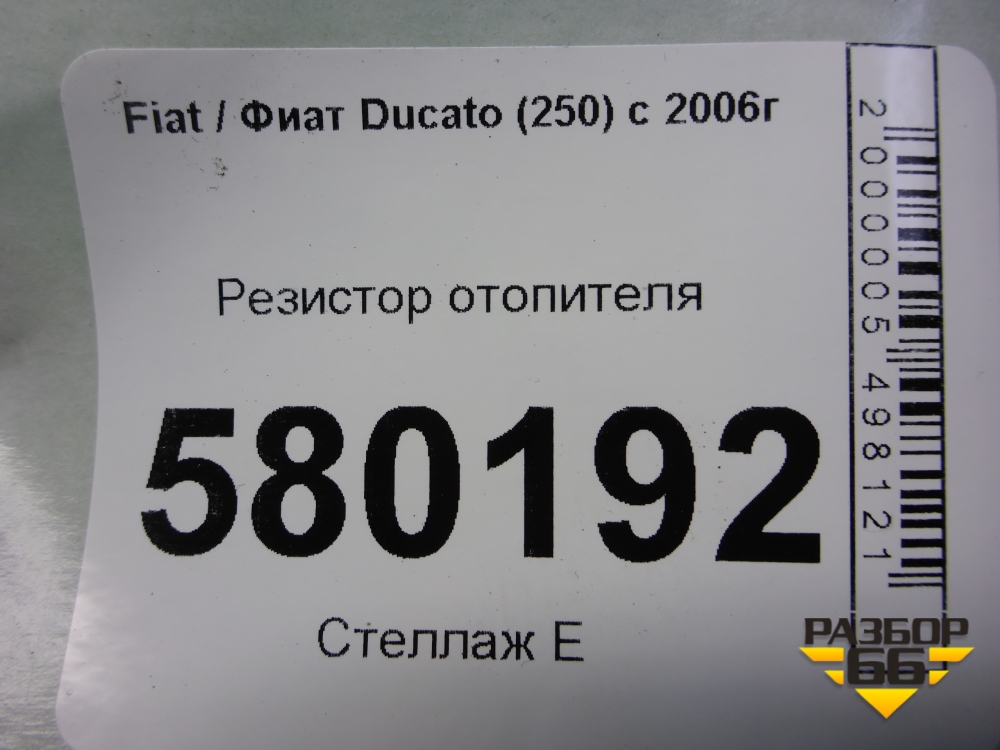 Fiat / Фиат Ducato (250) с 2006г
Резистор отопителя
580192
Стеллаж Е
2000005498121
РАЗБОР
66